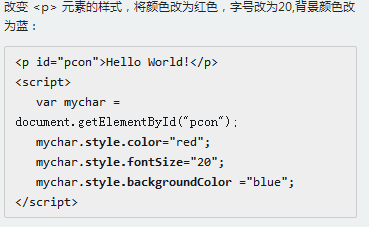 改变 <p> 元素的样式，将颜色改为红色，字号改为20,背景颜色改
为蓝：
<p id="pcon">Hello World!</p>
<script>
var mychar =
document.getElementById("pcon");
mychar.style.color="red";
mychar.style.fontSize="20";
mychar.style.backgroundColor ="blue";
</script>